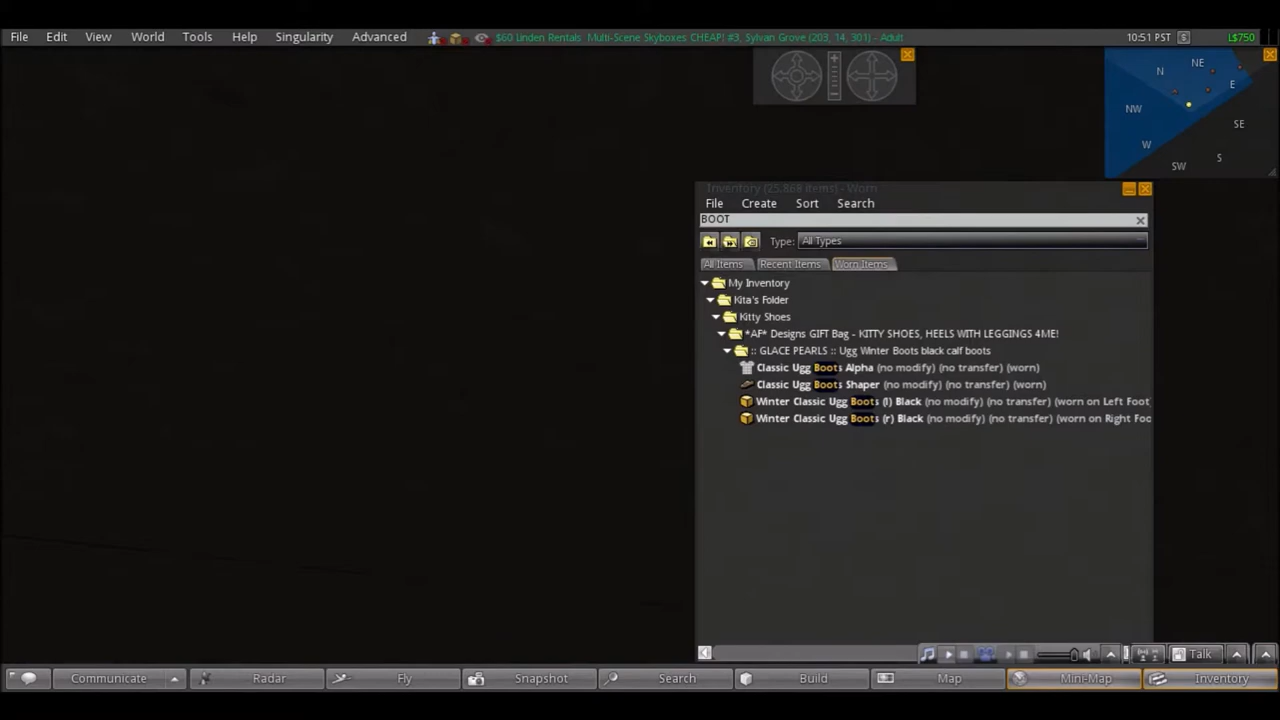 File Edit View World Tools Help Singularity Advanced $60 Linden Rentals Multi-Scene Skyboxes CHEAP! #3, Sylvan Grove (203, 14, 301) - Adult 10:51 PST $ L$750
N NE E SE S SW W NW
Inventory (25,868 items) - Worn
File Create Sort Search
BOOT
Type: All Types
All Items Recent Items Worn Items
My Inventory
Kita's Folder
Kitty Shoes
*AF* Designs GIFT Bag - KITTY SHOES, HEELS WITH LEGGINGS 4ME!
:: GLACE PEARLS :: Ugg Winter Boots black calf boots
Classic Ugg Boots Alpha (no modify) (no transfer) (worn)
Classic Ugg Boots Shaper (no modify) (no transfer) (worn)
Winter Classic Ugg Boots (l) Black (no modify) (no transfer) (worn on Left Foot
Winter Classic Ugg Boots (r) Black (no modify) (no transfer) (worn on Right Foo
Talk
Communicate Radar Fly Snapshot Search Build Map Mini-Map Inventory